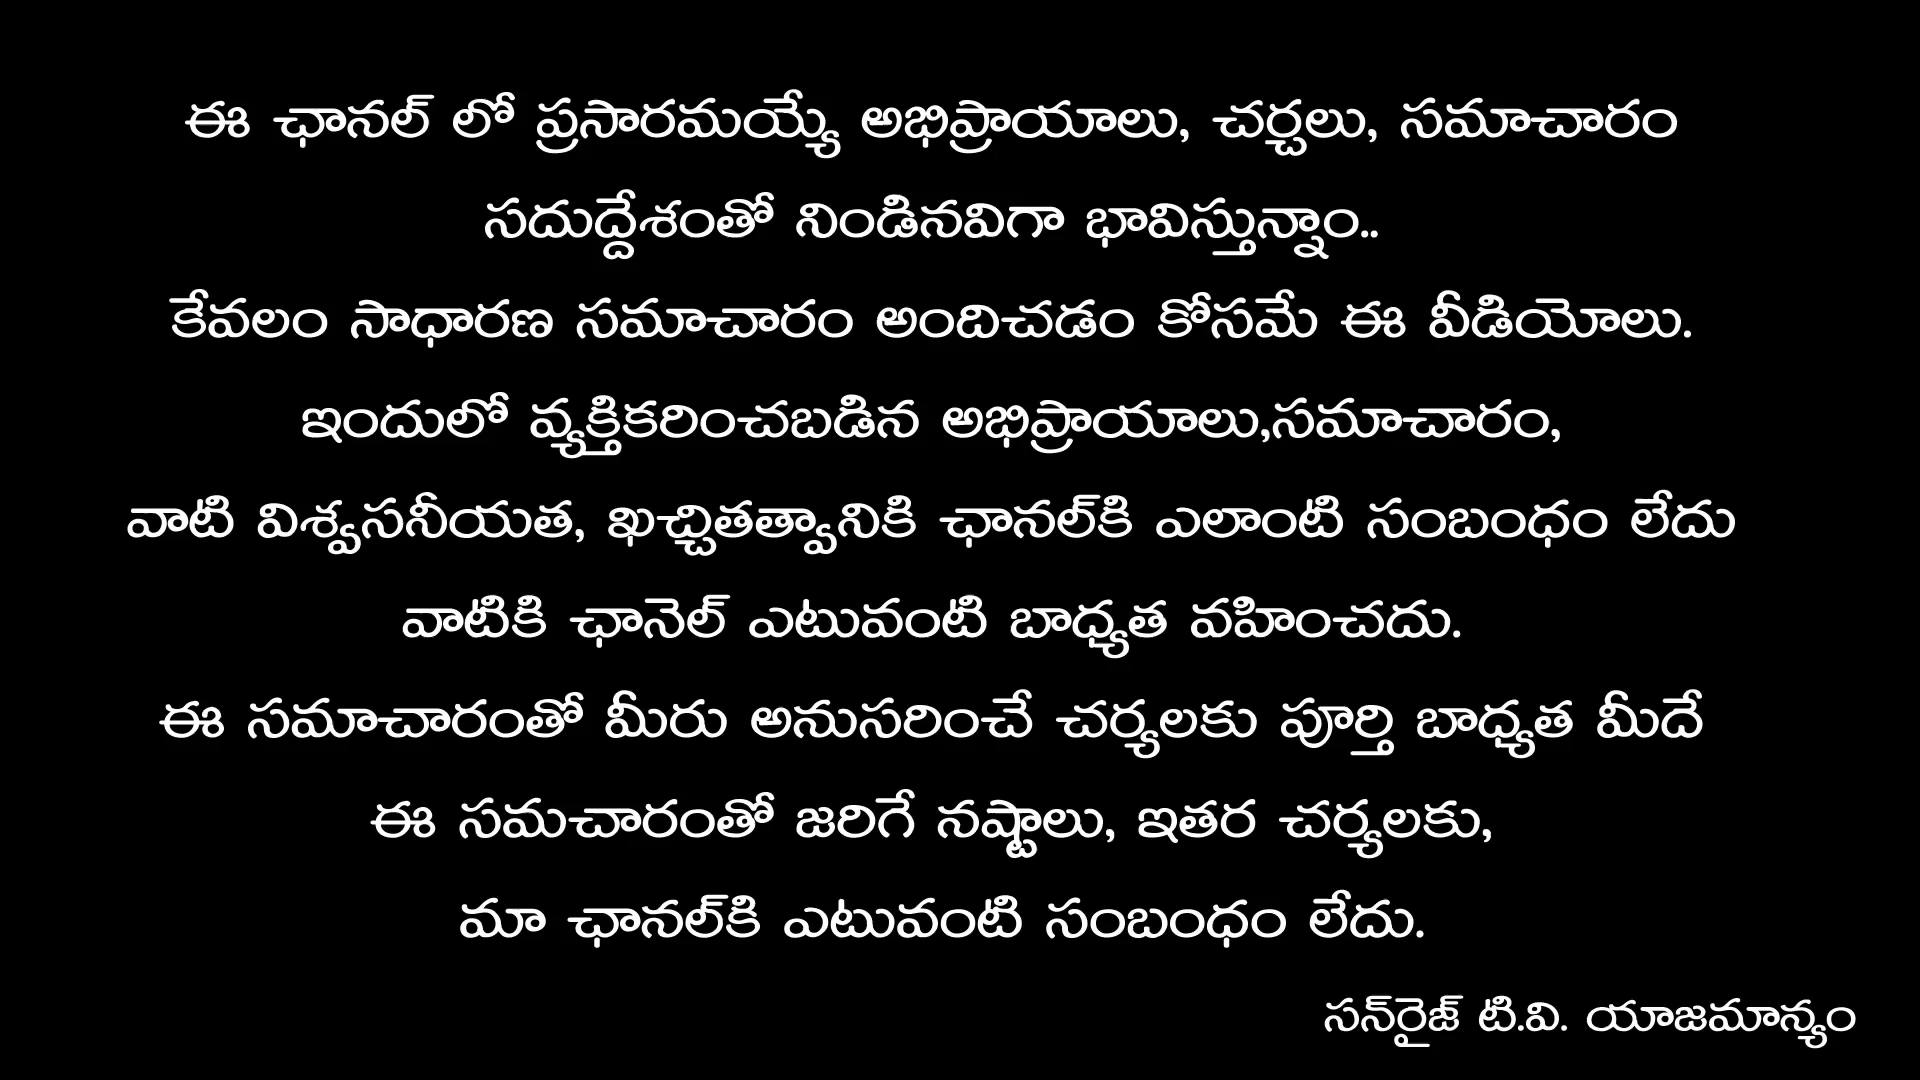 ఈ ఛానల్ లో ప్రసారమయ్యే అభిప్రాయాలు, చర్చలు, సమాచారం
సదుద్దేశంతో నిండినవిగా భావిస్తున్నాం..
కేవలం సాధారణ సమాచారం అందిచడం కోసమే ఈ వీడియోలు.
ఇందులో వ్యక్తికరించబడిన అభిప్రాయాలు,సమాచారం,
వాటి విశ్వసనీయత, ఖచ్చితత్వానికి ఛానల్‌కి ఎలాంటి సంబంధం లేదు
వాటికి ఛానెల్ ఎటువంటి బాధ్యత వహించదు.
ఈ సమాచారంతో మీరు అనుసరించే చర్యలకు పూర్తి బాధ్యత మీదే
ఈ సమచారంతో జరిగే నష్టాలు, ఇతర చర్యలకు,
మా ఛానల్‌కి ఎటువంటి సంబంధం లేదు.
సన్‌రైజ్ టి.వి. యాజమాన్యం